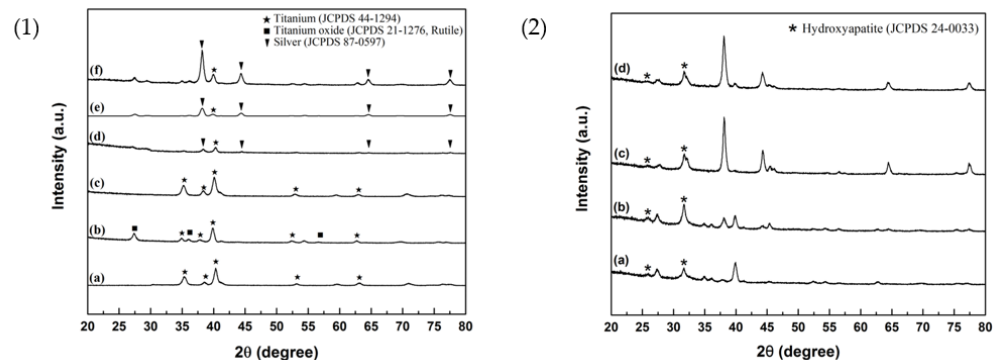 (1)
★ Titanium (JCPDS 44-1294)
■ Titanium oxide (JCPDS 21-1276, Rutile)
▼ Silver (JCPDS 87-0597)
(f)
(e)
(d)
(c)
(b)
(a)
Intensity (a.u.)
20 25 30 35 40 45 50 55 60 65 70 75 80
2θ (degree)
(2)
* Hydroxyapatite (JCPDS 24-0033)
(d)
(c)
(b)
(a)
Intensity (a.u.)
20 25 30 35 40 45 50 55 60 65 70 75 80
2θ (degree)